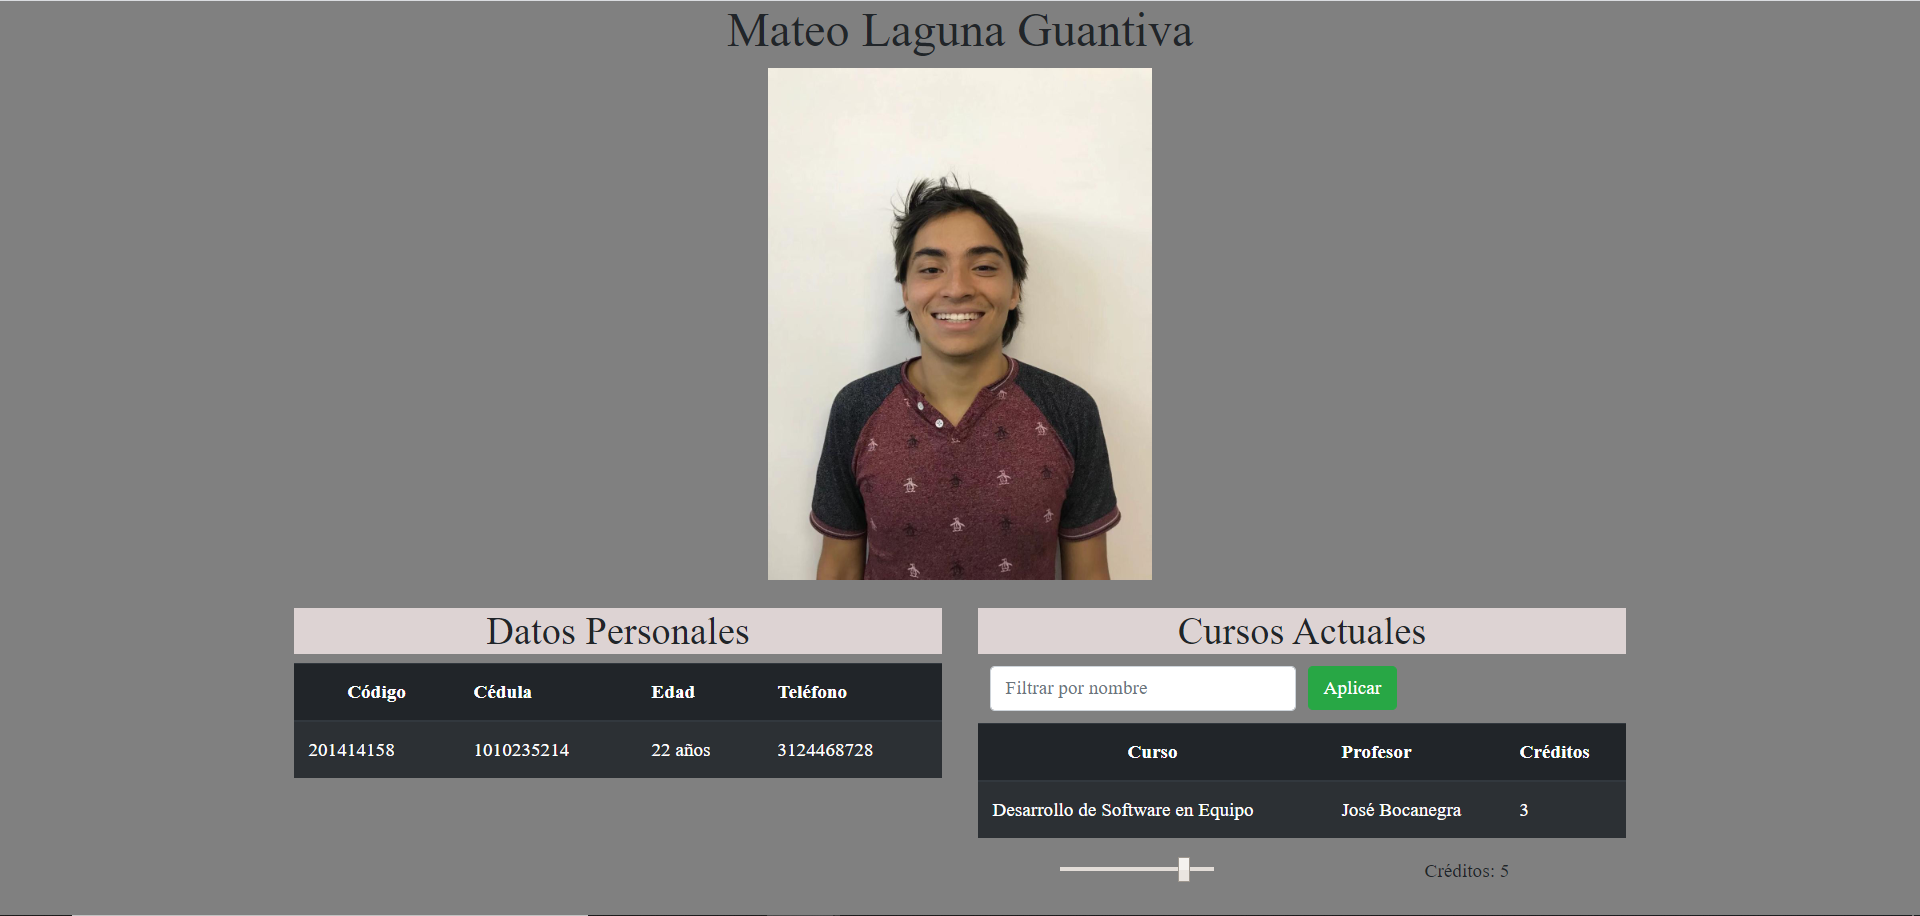 Mateo Laguna Guantiva
Datos Personales
Código Cédula Edad Teléfono
201414158 1010235214 22 años 3124468728
Cursos Actuales
Filtrar por nombre Aplicar
Curso Profesor Créditos
Desarrollo de Software en Equipo José Bocanegra 3
Créditos: 5